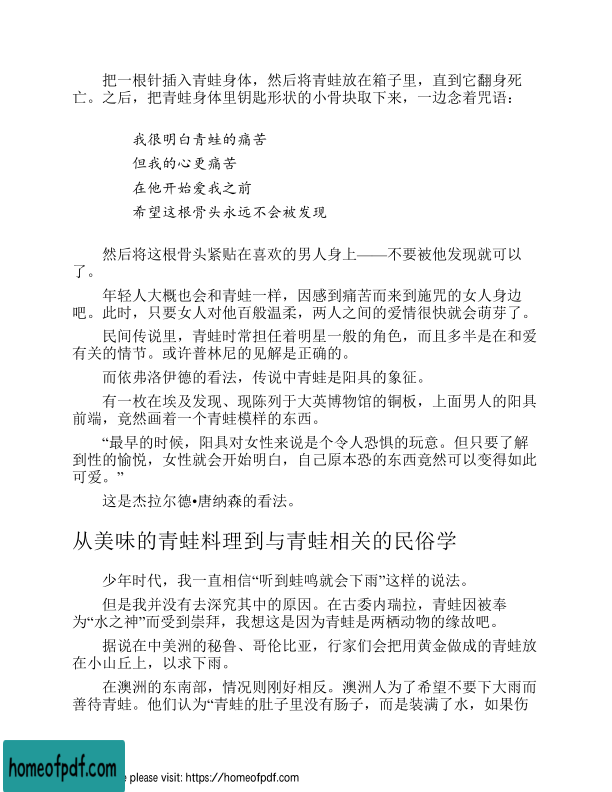 把一根针插入青蛙身体，然后将青蛙放在箱子里，直到它翻身死
亡。之后，把青蛙身体里钥匙形状的小骨块取下来，一边念着咒语：
我很明白青蛙的痛苦
但我的心更痛苦
在他开始爱我之前
希望这根骨头永远不会被发现
然后将这根骨头紧贴在喜欢的男人身上——不要被他发现就可以
了。
年轻人大概也会和青蛙一样，因感到痛苦而来到施咒的女人身边
吧。此时，只要女人对他百般温柔，两人之间的爱情很快就会萌芽了。
民间传说里，青蛙时常担任着明星一般的角色，而且多半是在和爱
有关的情节。或许普林尼的见解是正确的。
而依弗洛伊德的看法，传说中青蛙是阳具的象征。
有一枚在埃及发现、现陈列于大英博物馆的铜板，上面男人的阳具
前端，竟然画着一个青蛙模样的东西。
“最早的时候，阳具对女性来说是个令人恐惧的玩意。但只要了解
到性的愉悦，女性就会开始明白，自己原本恐的东西竟然可以变得如此
可爱。”
这是杰拉尔德•唐纳森的看法。
从美味的青蛙料理到与青蛙相关的民俗学
少年时代，我一直相信“听到蛙鸣就会下雨”这样的说法。
但是我并没有去深究其中的原因。在古委内瑞拉，青蛙因被奉
为“水之神”而受到崇拜，我想这是因为青蛙是两栖动物的缘故吧。
据说在中美洲的秘鲁、哥伦比亚，行家们会把用黄金做成的青蛙放
在小山丘上，以求下雨。
在澳洲的东南部，情况则刚好相反。澳洲人为了希望不要下大雨而
善待青蛙。他们认为“青蛙的肚子里没有肠子，而是装满了水，如果伤
homeofpdf.com
e please visit: https://homeofpdf.com